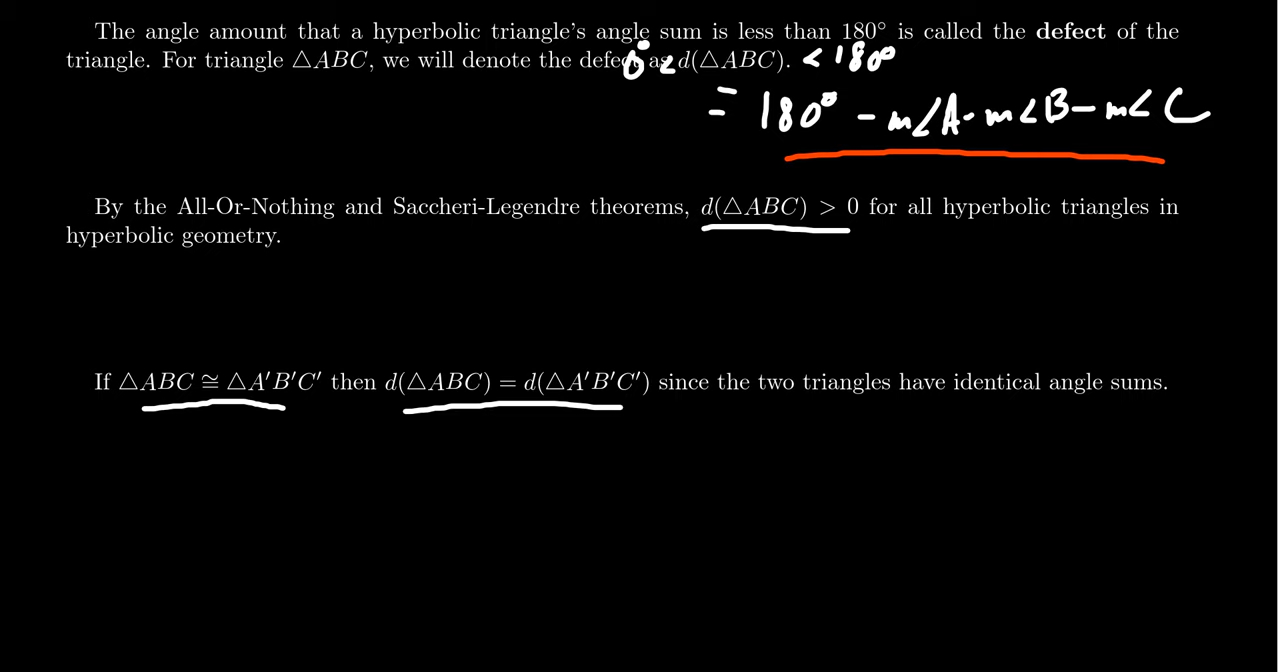 The angle amount that a hyperbolic triangle's angle sum is less than 180° is called the defect of the
triangle. For triangle △ABC, we will denote the defect as d(△ABC).
0° < < 180°
= 180° - m∠A - m∠B - m∠C
By the All-Or-Nothing and Saccheri-Legendre theorems, d(△ABC) > 0 for all hyperbolic triangles in
hyperbolic geometry.
If △ABC ≅ △A′B′C′ then d(△ABC) = d(△A′B′C′) since the two triangles have identical angle sums.